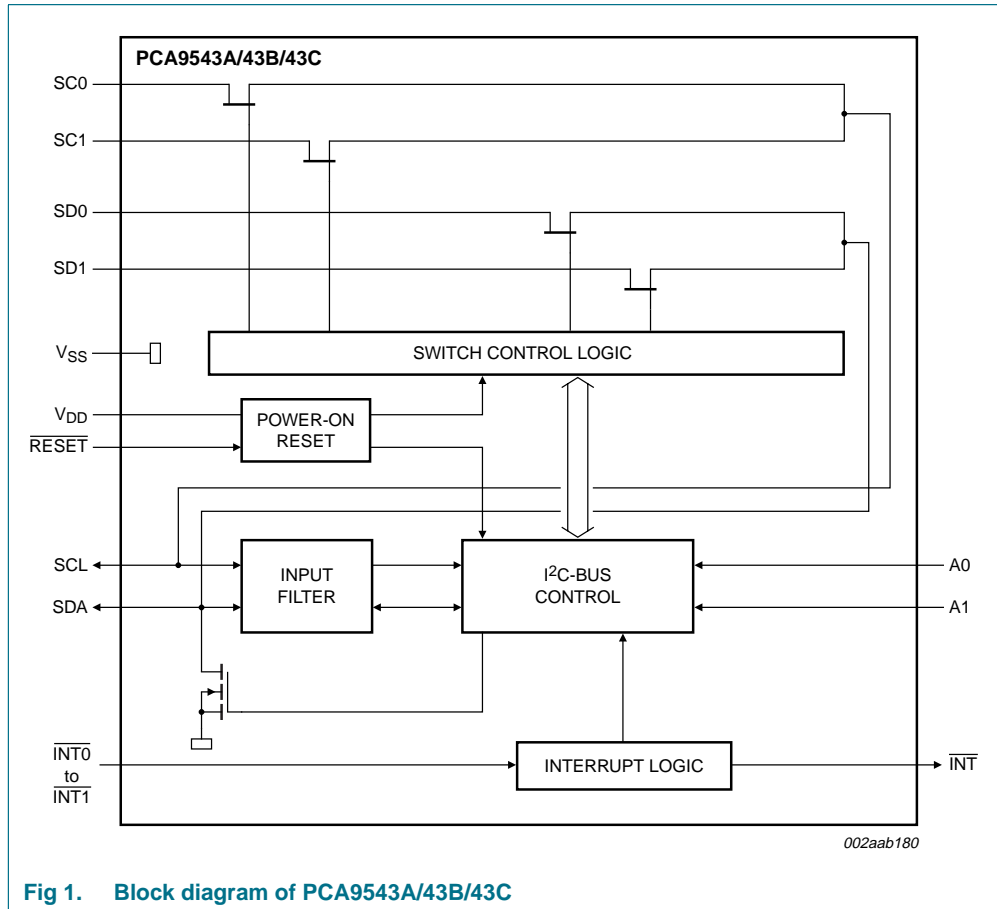 PCA9543A/43B/43C
SC0
SC1
SD0
SD1
VSS
SWITCH CONTROL LOGIC
VDD
POWER-ON
RESET
RESET
SCL
SDA
INPUT
FILTER
I2C-BUS
CONTROL
A0
A1
INT0
to
INT1
INTERRUPT LOGIC
INT
002aab180
Fig 1. Block diagram of PCA9543A/43B/43C